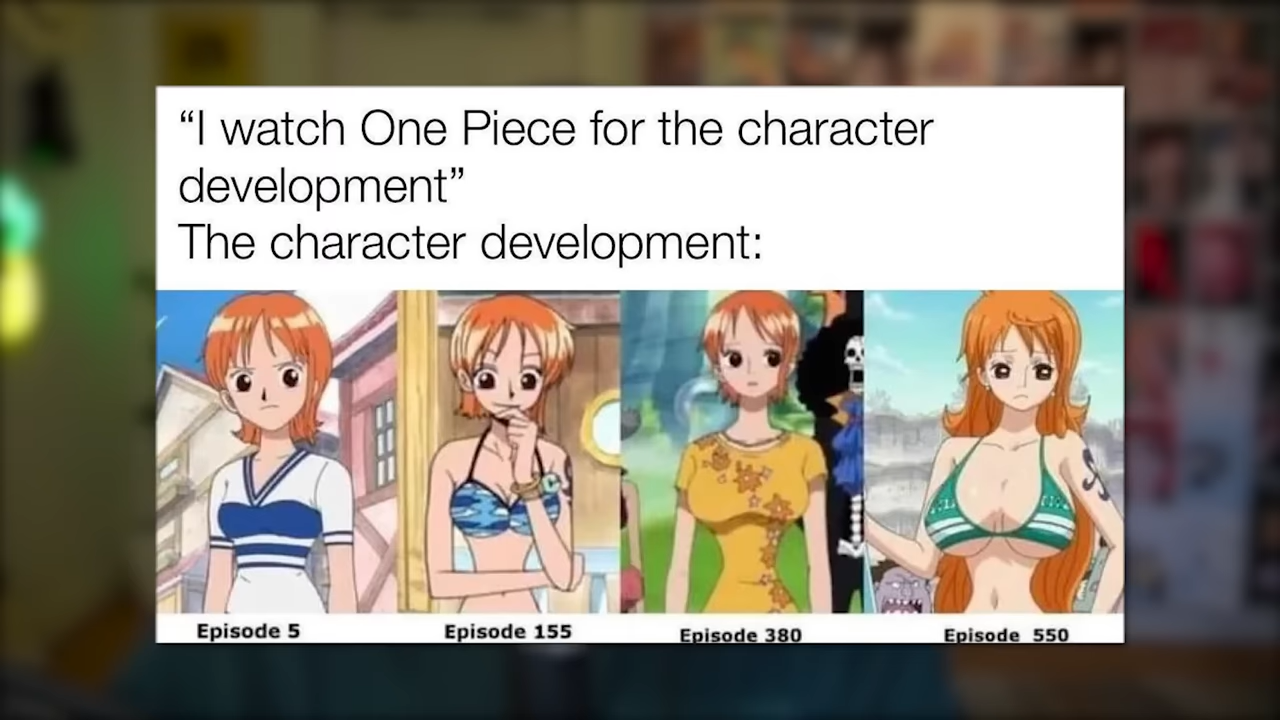 “I watch One Piece for the character
development”
The character development:
Episode 5
Episode 155
Episode 380
Episode 550